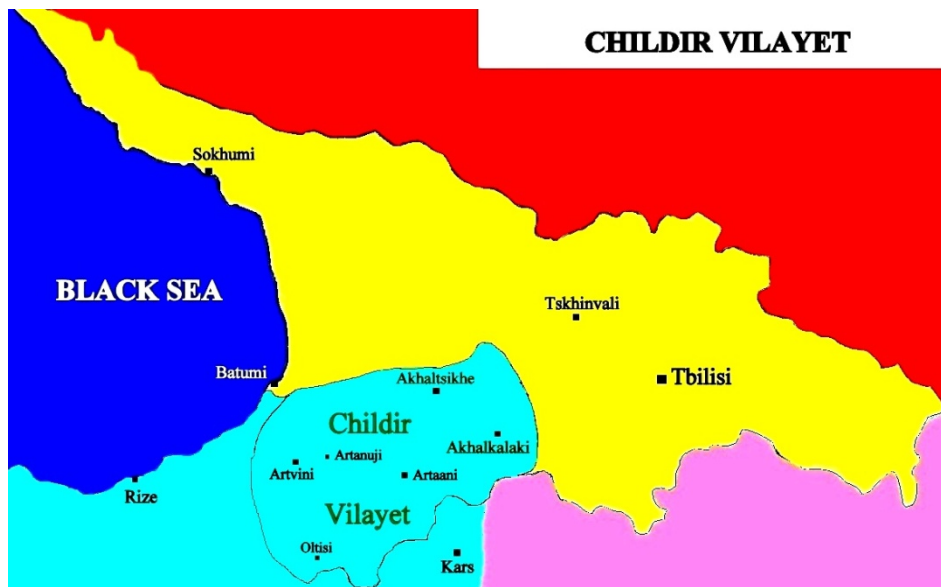 CHILDIR VILAYET
Sokhumi
BLACK SEA
Tskhinvali
Batumi
Akhaltsikhe
Tbilisi
Childir
Akhalkalaki
Artanuji
Artvini
Artaani
Rize
Vilayet
Oltisi
Kars